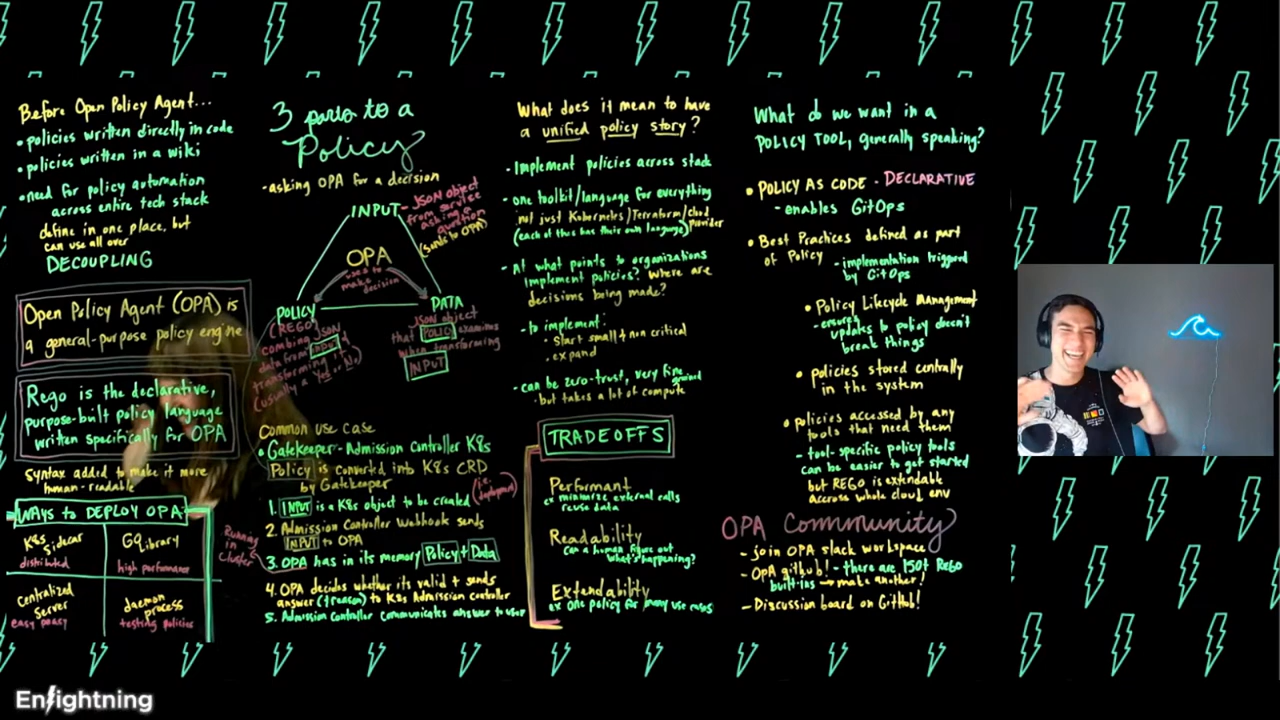 Before Open Policy Agent...
• policies written directly in code
• policies written in a wiki
• need for policy automation
across entire tech stack
define in one place, but
can use all over
DECOUPLING
Open Policy Agent (OPA) is
a general-purpose policy engine
Rego is the declarative,
purpose-built policy language
written specifically for OPA
Syntax added to make it more
human-readable
WAYS TO DEPLOY OPA
K8s sidecar
distributed
GO library
high performance
centralized
server
easy peasy
daemon
process
testing policies
3 parts to a
Policy
- asking OPA for a decision
INPUT - JSON object
from service
asking a
question
(sends to OPA)
OPA
uses to
make a
decision
POLICY
(REGO)
combing JSON
data from INPUT +
transforming it
(usually a Yes or No)
DATA
JSON object
that POLICY examines
when transforming
INPUT
Common use case
• Gatekeeper - Admission Controller K8s
Policy is converted into K8s CRD
by Gatekeeper
1. INPUT is a K8s object to be created (i.e. deployment)
2. Admission Controller Webhook sends
INPUT to OPA
Running
in
Cluster
3. OPA has in its memory Policy + Data
4. OPA decides whether its valid + sends
answer (+reason) to K8s Admission Controller
5. Admission Controller communicates answer to user
What does it mean to have
a unified policy story?
- Implement policies across stack
- one toolkit/language for everything
not just Kubernetes/Terraform/cloud provider
(each of this has their own language)
- At what points to organizations
implement policies? Where are
decisions being made?
- to implement:
• start small + non critical
• expand
- can be zero-trust, very fine grained
- but takes a lot of compute
TRADEOFFS
Performant
ex minimize external calls
reuse data
Readability
Can a human figure out
what's happening?
Extendability
ex One policy for many use cases
What do we want in a
POLICY TOOL, generally speaking?
• POLICY AS CODE - DECLARATIVE
- enables GitOps
• Best Practices defined as part
of Policy
- implementation triggered
by GitOps
• Policy Lifecycle Management
- ensures
updates to policy doesn't
break things
• policies stored centrally
in the system
• policies accessed by any
tools that need them
- tool-specific policy tools
can be easier to get started
but REGO is extendable
accross whole cloud env
OPA Community
- join OPA slack workspace
- OPA github! - there are 150+ REGO
built-ins → make another!
- Discussion board on GitHub!
Enlightning